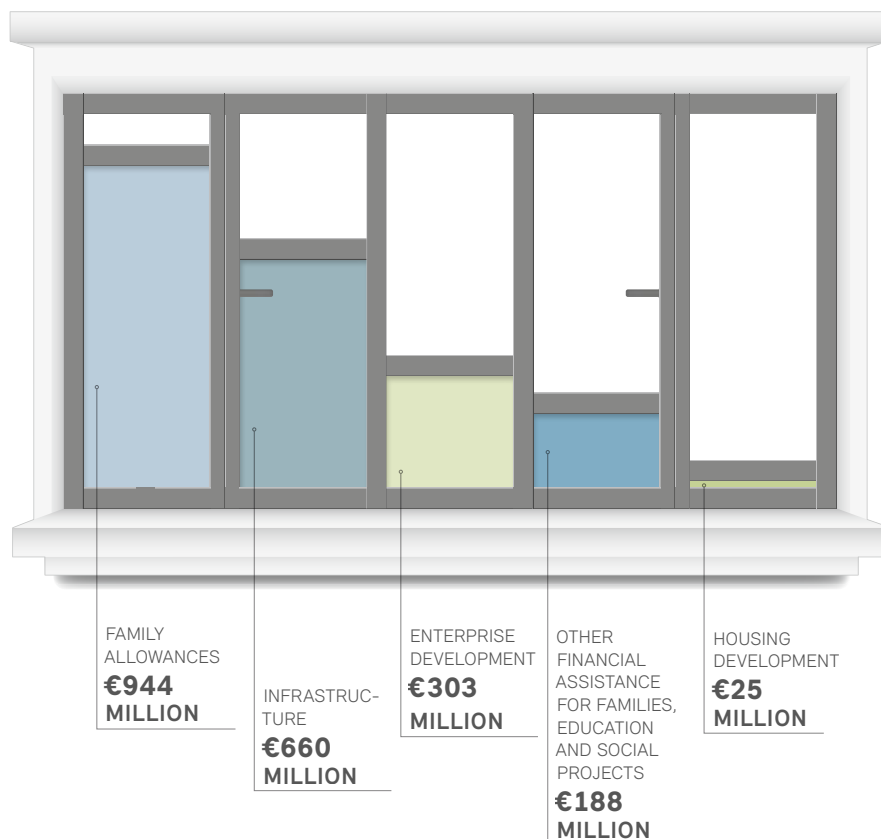 FAMILY
ALLOWANCES
€944
MILLION
INFRASTRUC-
TURE
€660
MILLION
ENTERPRISE
DEVELOPMENT
€303
MILLION
OTHER
FINANCIAL
ASSISTANCE
FOR FAMILIES,
EDUCATION
AND SOCIAL
PROJECTS
€188
MILLION
HOUSING
DEVELOPMENT
€25
MILLION